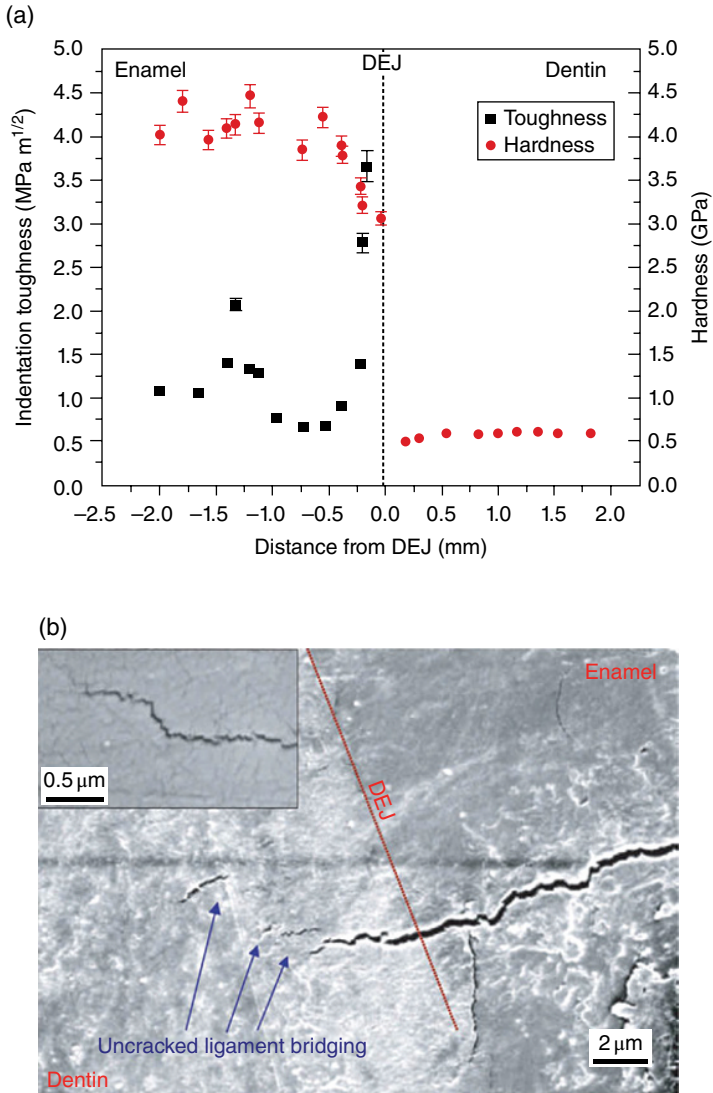 (a)
Enamel
DEJ
Dentin
Toughness
Hardness
5.0
4.5
4.0
3.5
3.0
2.5
2.0
1.5
1.0
0.5
0.0
Indentation toughness (MPa m1/2)
5.0
4.5
4.0
3.5
3.0
2.5
2.0
1.5
1.0
0.5
0.0
Hardness (GPa)
−2.5 −2.0 −1.5 −1.0 −0.5 0.0 0.5 1.0 1.5 2.0
Distance from DEJ (mm)
(b)
Enamel
0.5 μm
DEJ
Uncracked ligament bridging
2 μm
Dentin